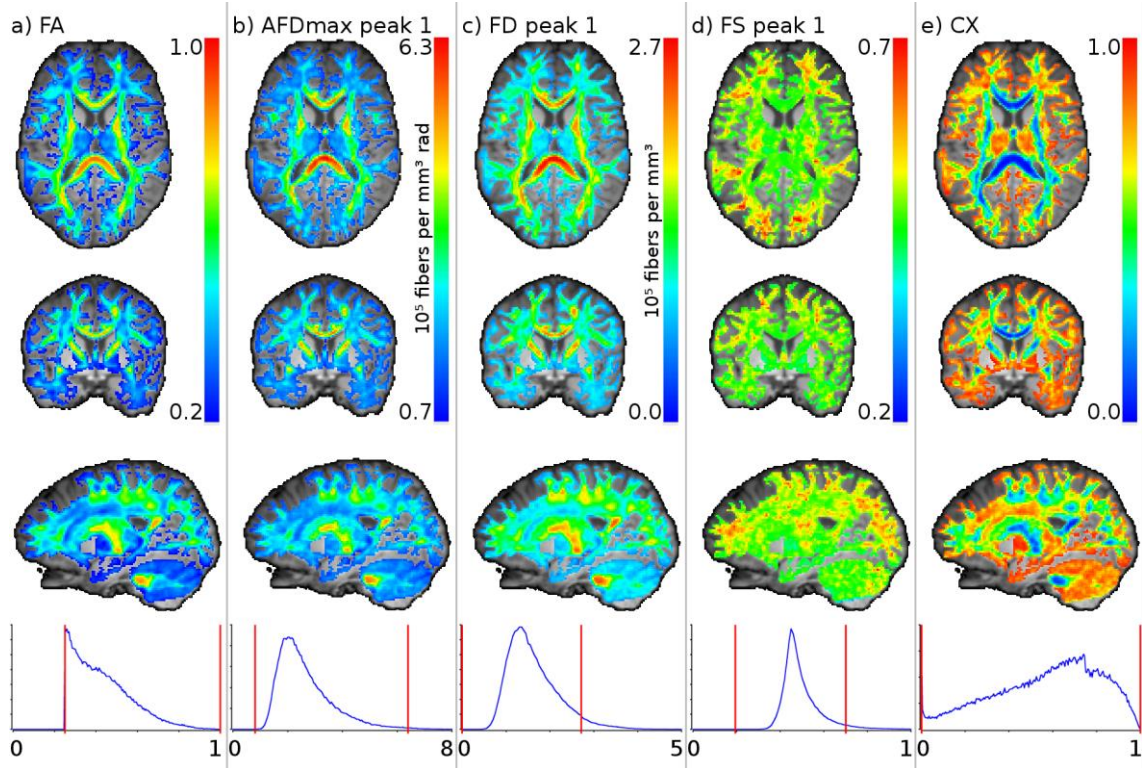 a) FA
b) AFDmax peak 1
c) FD peak 1
d) FS peak 1
e) CX
1.0
6.3
2.7
0.7
1.0
10⁵ fibers per mm³ rad
10⁵ fibers per mm³
0.2
0.7
0.0
0.2
0.0
0 1
0 8
0 5
0 1
0 1